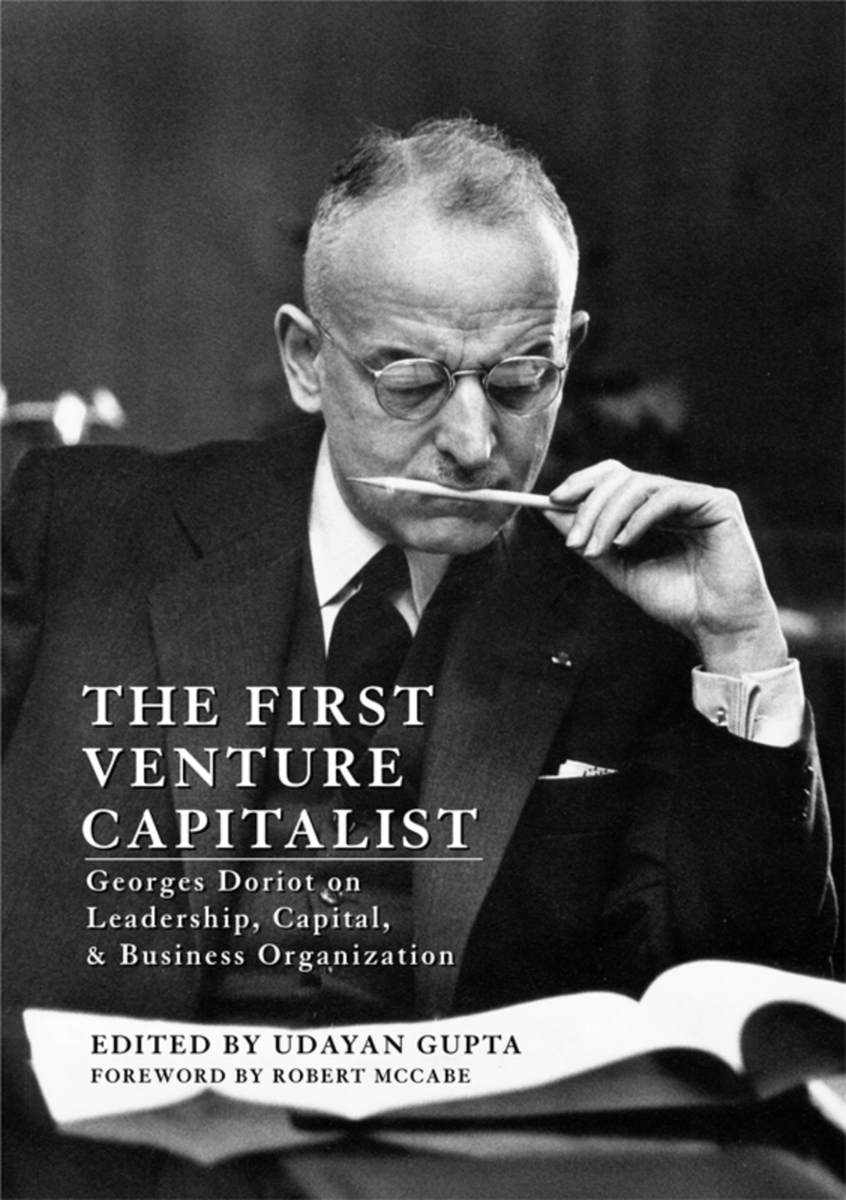 THE FIRST
VENTURE
CAPITALIST
Georges Doriot on
Leadership, Capital,
& Business Organization
EDITED BY UDAYAN GUPTA
FOREWORD BY ROBERT MCCABE